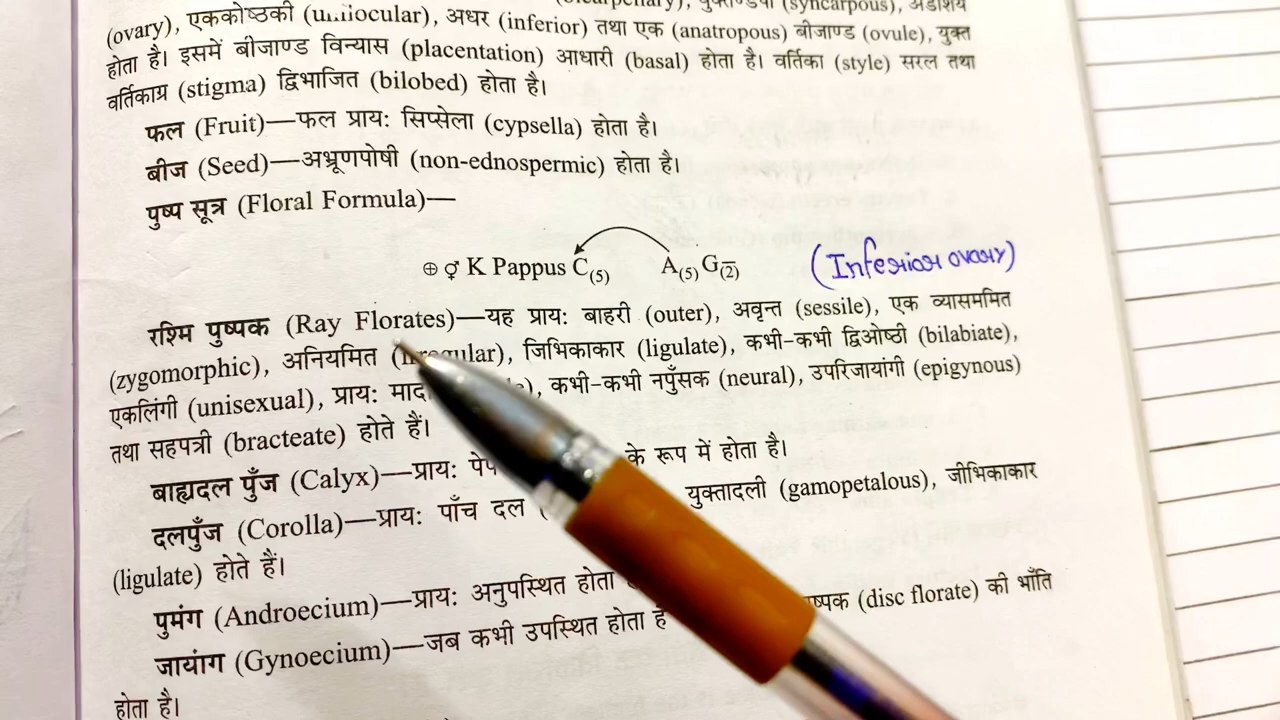 (syncarpous), अंडाशय
(ovary), एककोष्ठकी अधर (inferior) तथा एक (anatropous) बीजाण्ड (ovule), युक्त
होता है। इसमें बीजाण्ड विन्यास (placentation) आधारी (basal) होता है। वर्तिका (style) सरल तथा
वर्तिकाग्र (stigma) द्विभाजित (bilobed) होता है।
फल (Fruit)—फल प्राय: सिप्सेला (cypsella) होता है।
बीज (Seed)—अभ्रूणपोषी (non-ednospermic) होता है।
पुष्प सूत्र (Floral Formula)—
⊕ ⚥ K Pappus C(5) A(5) G(2̅) (Inferior ovary)
रश्मि पुष्पक (Ray Florates)—यह प्राय: बाहरी (outer), अवृन्त (sessile), एक व्यासममित
(zygomorphic), अनियमित जिभिकाकार (ligulate), कभी-कभी द्विओष्ठी (bilabiate),
एकलिंगी (unisexual), प्राय: कभी-कभी नपुँसक (neural), उपरिजायांगी (epigynous)
तथा सहपत्री (bracteate) होते हैं।
बाह्यदल पुँज (Calyx)—प्राय: के रूप में होता है।
दलपुँज (Corolla)—प्राय: पाँच दल युक्तादली (gamopetalous), जीभिकाकार
(ligulate) होते हैं।
पुमंग (Androecium)—प्राय: अनुपस्थित होता
जायांग (Gynoecium)—जब कभी उपस्थित होता है (disc florate) की भाँति
होता है।